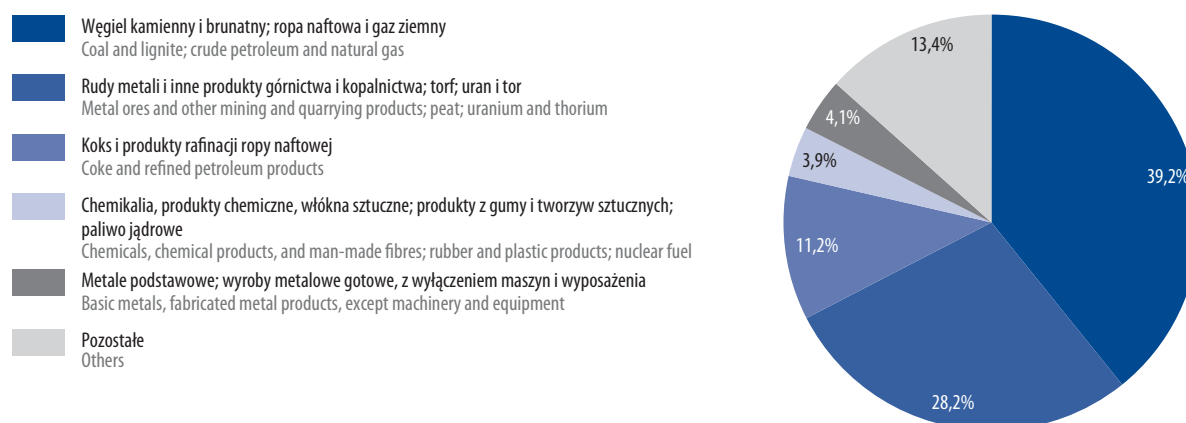 Węgiel kamienny i brunatny; ropa naftowa i gaz ziemny
Coal and lignite; crude petroleum and natural gas
Rudy metali i inne produkty górnictwa i kopalnictwa; torf; uran i tor
Metal ores and other mining and quarrying products; peat; uranium and thorium
Koks i produkty rafinacji ropy naftowej
Coke and refined petroleum products
Chemikalia, produkty chemiczne, włókna sztuczne; produkty z gumy i tworzyw sztucznych;
paliwo jądrowe
Chemicals, chemical products, and man-made fibres; rubber and plastic products; nuclear fuel
Metale podstawowe; wyroby metalowe gotowe, z wyłączeniem maszyn i wyposażenia
Basic metals, fabricated metal products, except machinery and equipment
Pozostałe
Others
13,4%
4,1%
3,9%
39,2%
11,2%
28,2%